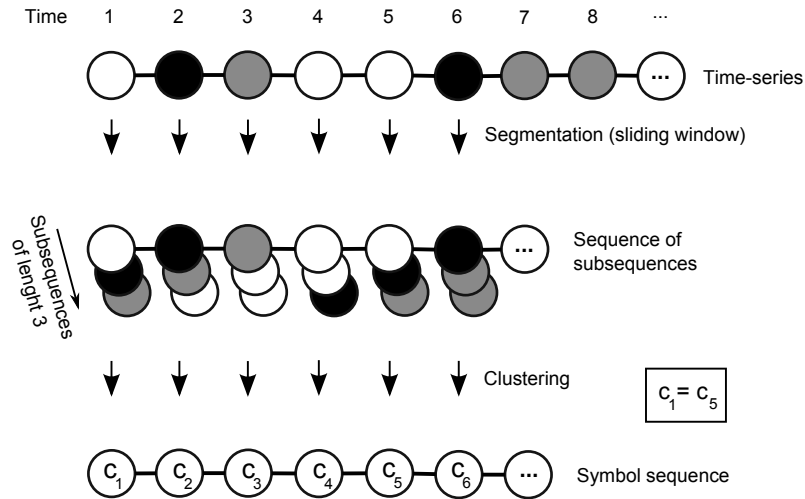 Time 1 2 3 4 5 6 7 8 ...
... Time-series
Segmentation (sliding window)
Subsequences
of lenght 3
... Sequence of
subsequences
Clustering
c1= c5
c1 c2 c3 c4 c5 c6 ... Symbol sequence